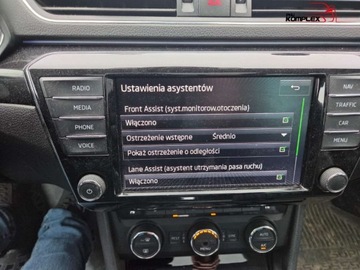 KOMPLEX
RADIO
MEDIA
PHONE
VOICE
NAV
TRAFFIC
CAR
MENU
Ustawienia asystentów
Front Assist (syst.monitorow.otoczenia)
Włączono
Ostrzeżenie wstępne Średnio
Pokaż ostrzeżenie o odległości
Lane Assist (asystent utrzymania pasa ruchu)
Włączono